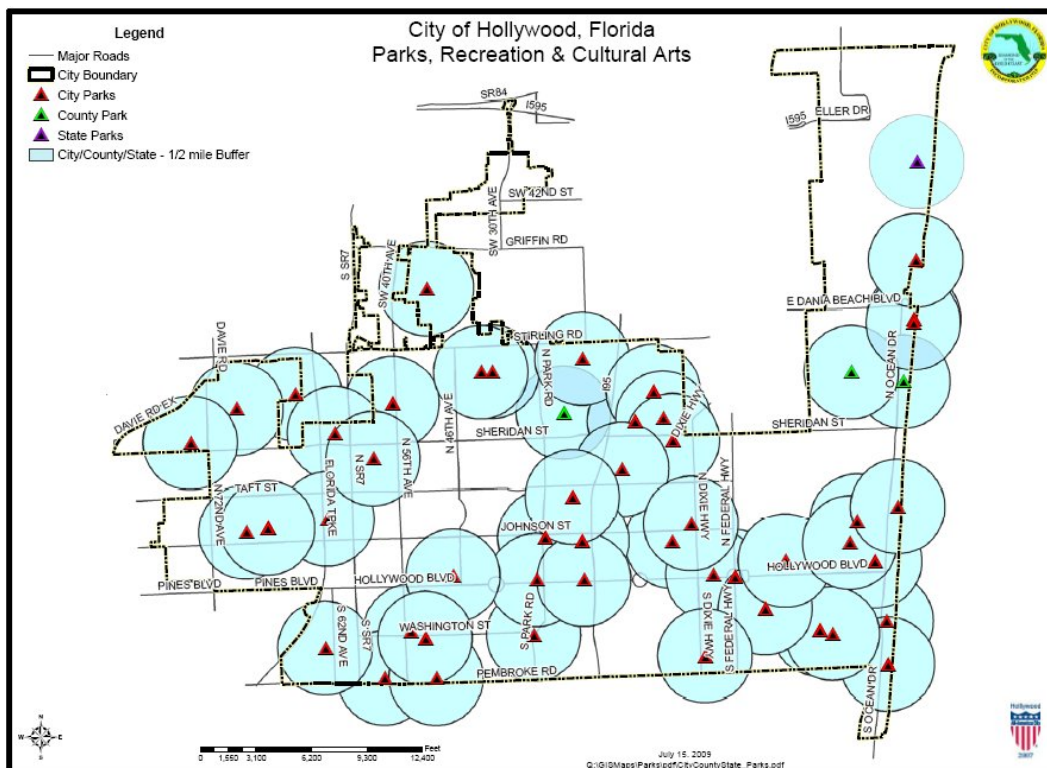 City of Hollywood, Florida
Parks, Recreation & Cultural Arts
Legend
Major Roads
City Boundary
City Parks
County Park
State Parks
City/County/State - 1/2 mile Buffer
SR84
I595
I595
ELLER DR
SW 42ND ST
SW 30TH AVE
GRIFFIN RD
S SR7
SW 40TH AVE
E DANIA BEACH BLVD
STIRLING RD
DAVIE RD
N PARK RD
I95
N OCEAN DR
DAVIE RD EX
N 46TH AVE
DIXIE HWY
SHERIDAN ST
SHERIDAN ST
N 56TH AVE
N SR7
FLORIDA TPKE
N 72ND AVE
TAFT ST
N DIXIE HWY
N FEDERAL HWY
JOHNSON ST
PINES BLVD
PINES BLVD
HOLLYWOOD BLVD
HOLLYWOOD BLVD
S 62ND AVE
S SR7
WASHINGTON ST
S PARK RD
S DIXIE HWY
S FEDERAL HWY
PEMBROKE RD
S OCEAN DR
N
W
E
S
Feet
0 1,550 3,100 6,200 9,300 12,400
July 15, 2009
Q:\GISMaps\Parks\pdf\CityCountyState_Parks.pdf
Hollywood
2007